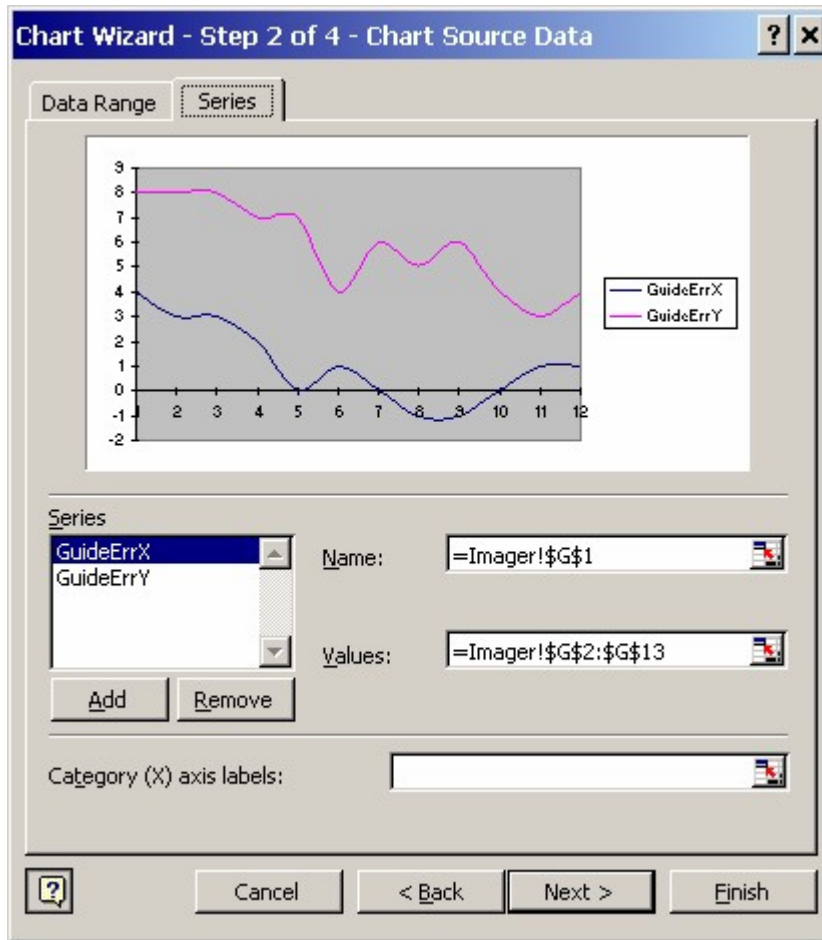 Chart Wizard - Step 2 of 4 - Chart Source Data
Data Range Series
9
8
7
6
5
4
3
2
1
0
-1
-2
1 2 3 4 5 6 7 8 9 10 11 12
GuideErrX
GuideErrY
Series
GuideErrX
GuideErrY
Name: =Imager!$G$1
Values: =Imager!$G$2:$G$13
Add Remove
Category (X) axis labels:
? Cancel < Back Next > Finish